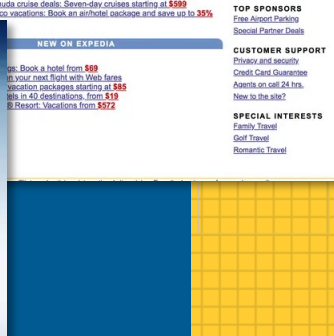 uda cruise deals: Seven-day cruises starting at $599
co vacations: Book an air/hotel package and save up to 35%
NEW ON EXPEDIA
gs: Book a hotel from $69
n your next flight with Web fares
vacation packages starting at $85
els in 40 destinations, from $19
® Resort: Vacations from $572
TOP SPONSORS
Free Airport Parking
Special Partner Deals
CUSTOMER SUPPORT
Privacy and security
Credit Card Guarantee
Agents on call 24 hrs.
New to the site?
SPECIAL INTERESTS
Family Travel
Golf Travel
Romantic Travel